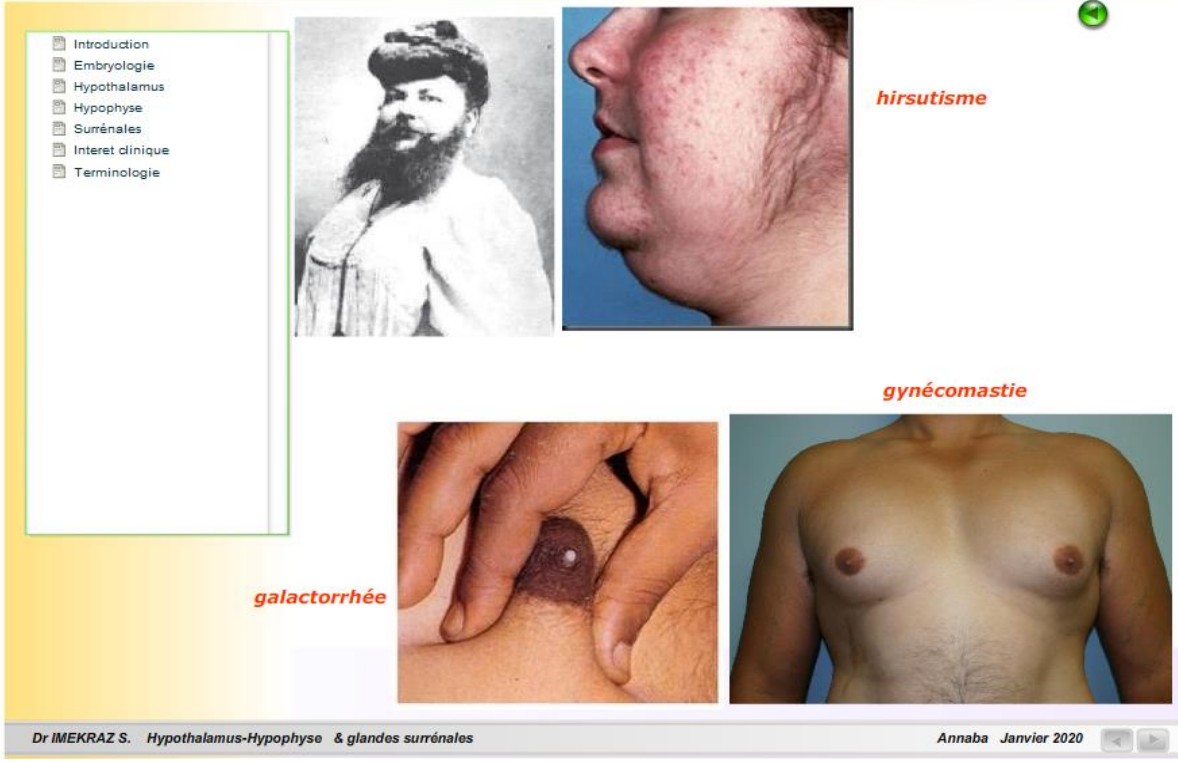 Introduction
Embryologie
Hypothalamus
Hypophyse
Surrénales
Interet clinique
Terminologie
hirsutisme
gynécomastie
galactorrhée
Dr IMEKRAZ S. Hypothalamus-Hypophyse & glandes surrénales
Annaba Janvier 2020